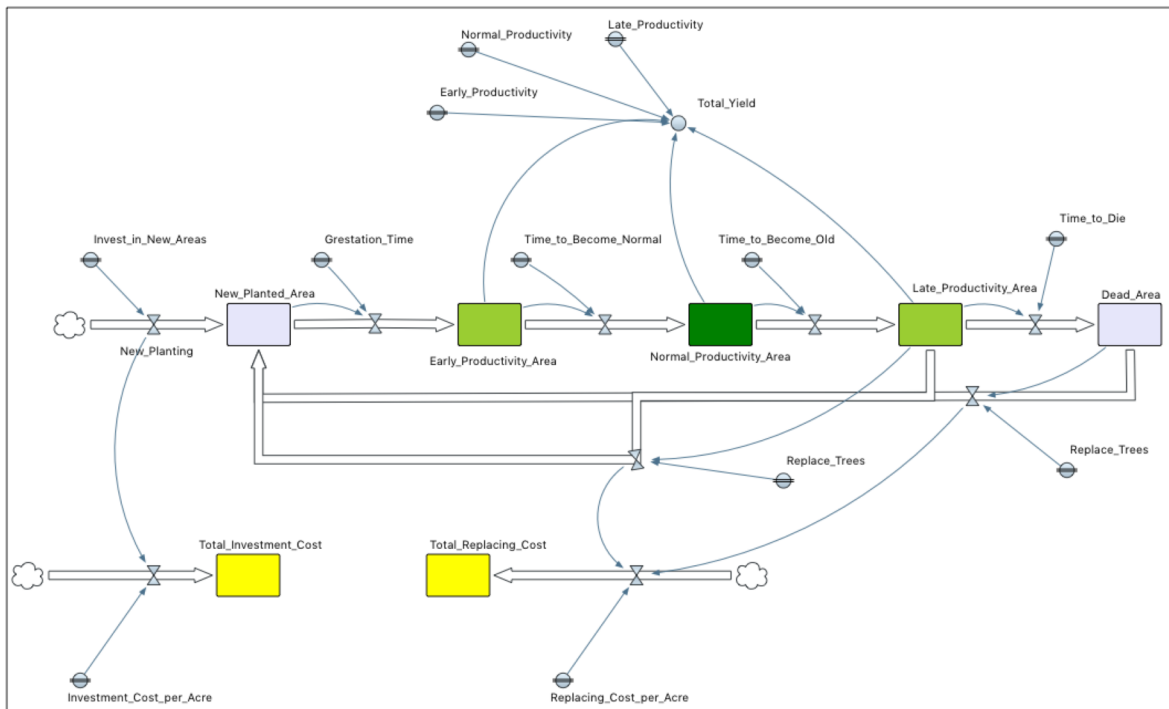 Late_Productivity
Normal_Productivity
Early_Productivity
Total_Yield
Time_to_Die
Invest_in_New_Areas
Grestation_Time
Time_to_Become_Normal
Time_to_Become_Old
New_Planted_Area
Late_Productivity_Area
Dead_Area
New_Planting
Early_Productivity_Area
Normal_Productivity_Area
Replace_Trees
Replace_Trees
Total_Investment_Cost
Total_Replacing_Cost
Investment_Cost_per_Acre
Replacing_Cost_per_Acre